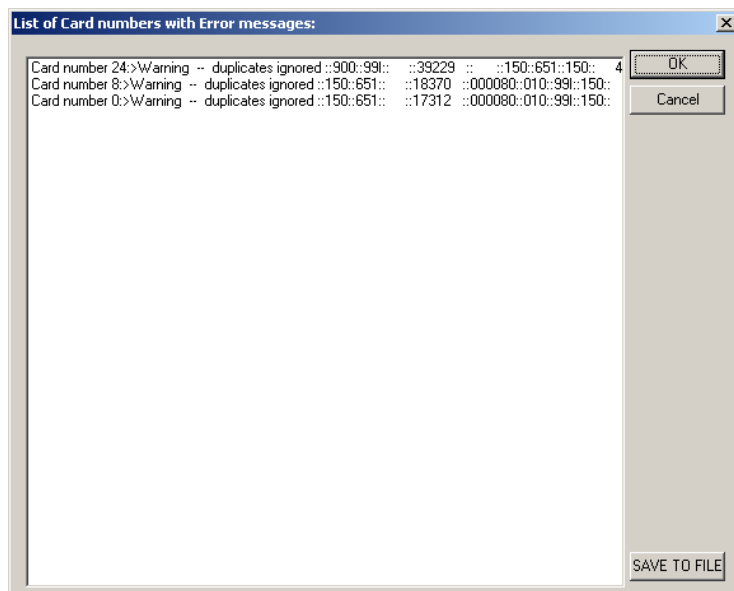 List of Card numbers with Error messages:
Card number 24:>Warning -- duplicates ignored ::900::99I:: ::39229 :: ::150::651::150:: 4
Card number 8:>Warning -- duplicates ignored ::150::651:: ::18370 ::000080::010::99I::150::
Card number 0:>Warning -- duplicates ignored ::150::651:: ::17312 ::000080::010::99I::150::
OK
Cancel
SAVE TO FILE